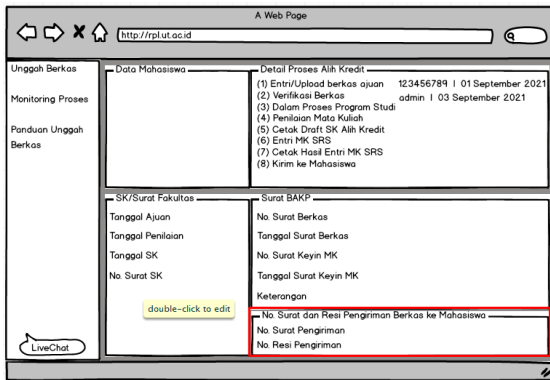 A Web Page
http://rpl.ut.ac.id
Unggah Berkas
Monitoring Proses
Panduan Unggah
Berkas
LiveChat
Data Mahasiswa
Detail Proses Alih Kredit
(1) Entri/Upload berkas ajuan 123456789 | 01 September 2021
(2) Verifikasi Berkas admin | 03 September 2021
(3) Dalam Proses Program Studi
(4) Penilaian Mata Kuliah
(5) Cetak Draft SK Alih Kredit
(6) Entri MK SRS
(7) Cetak Hasil Entri MK SRS
(8) Kirim ke Mahasiswa
SK/Surat Fakultas
Tanggal Ajuan
Tanggal Penilaian
Tanggal SK
No. Surat SK
double-click to edit
Surat BAKP
No. Surat Berkas
Tanggal Surat Berkas
No. Surat Keyin MK
Tanggal Surat Keyin MK
Keterangan
No. Surat dan Resi Pengiriman Berkas ke Mahasiswa
No. Surat Pengiriman
No. Resi Pengiriman